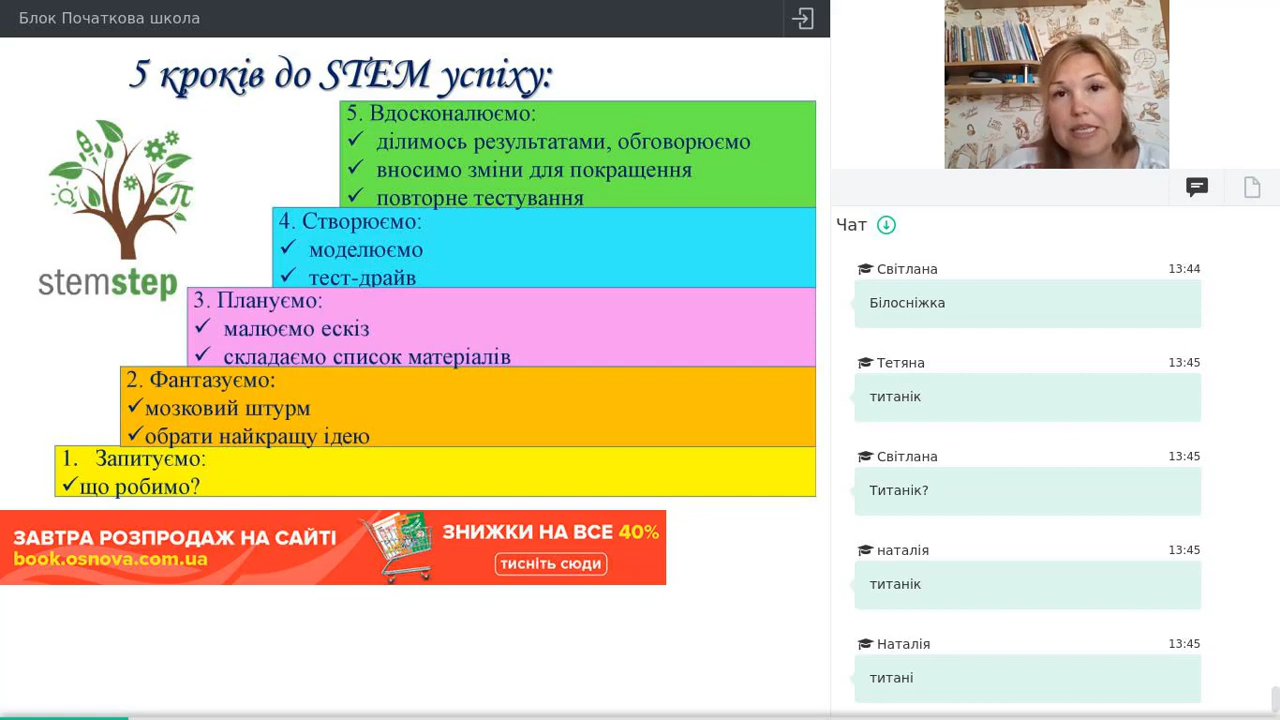 Блок Початкова школа
5 кроків до STEM успіху:
5. Вдосконалюємо:
✓ ділимось результатами, обговорюємо
✓ вносимо зміни для покращення
✓ повторне тестування
4. Створюємо:
✓ моделюємо
✓ тест-драйв
3. Плануємо:
✓ малюємо ескіз
✓ складаємо список матеріалів
2. Фантазуємо:
✓мозковий штурм
✓обрати найкращу ідею
1. Запитуємо:
✓що робимо?
π
stemstep
ЗАВТРА РОЗПРОДАЖ НА САЙТІ
book.osnova.com.ua
ЗНИЖКИ НА ВСЕ 40%
тисніть сюди
Чат
Світлана 13:44
Білосніжка
Тетяна 13:45
титанік
Світлана 13:45
Титанік?
наталія 13:45
титанік
Наталія 13:45
титані